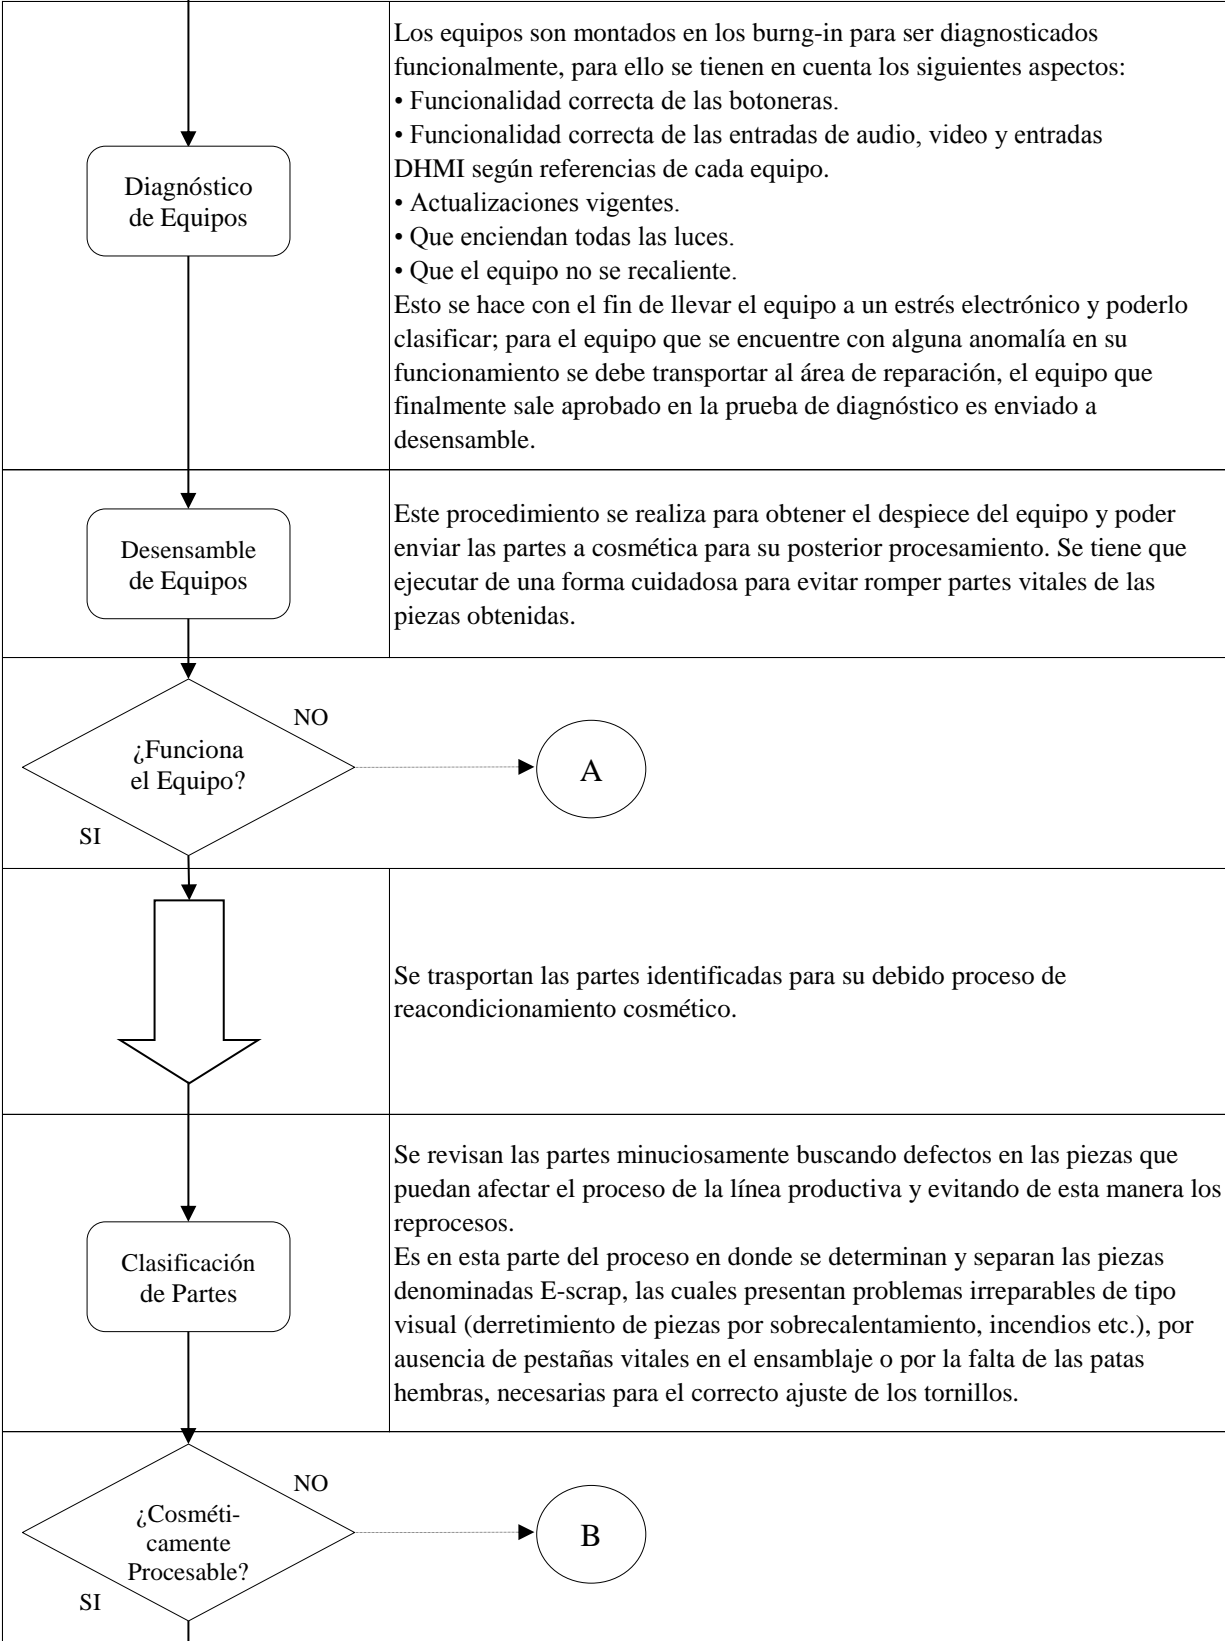 Los equipos son montados en los burng-in para ser diagnosticados
funcionalmente, para ello se tienen en cuenta los siguientes aspectos:
• Funcionalidad correcta de las botoneras.
• Funcionalidad correcta de las entradas de audio, video y entradas
DHMI según referencias de cada equipo.
• Actualizaciones vigentes.
• Que enciendan todas las luces.
• Que el equipo no se recaliente.
Esto se hace con el fin de llevar el equipo a un estrés electrónico y poderlo
clasificar; para el equipo que se encuentre con alguna anomalía en su
funcionamiento se debe transportar al área de reparación, el equipo que
finalmente sale aprobado en la prueba de diagnóstico es enviado a
desensamble.
Diagnóstico
de Equipos
Este procedimiento se realiza para obtener el despiece del equipo y poder
enviar las partes a cosmética para su posterior procesamiento. Se tiene que
ejecutar de una forma cuidadosa para evitar romper partes vitales de las
piezas obtenidas.
Desensamble
de Equipos
¿Funciona
el Equipo?
NO
A
SI
Se trasportan las partes identificadas para su debido proceso de
reacondicionamiento cosmético.
Se revisan las partes minuciosamente buscando defectos en las piezas que
puedan afectar el proceso de la línea productiva y evitando de esta manera los
reprocesos.
Es en esta parte del proceso en donde se determinan y separan las piezas
denominadas E-scrap, las cuales presentan problemas irreparables de tipo
visual (derretimiento de piezas por sobrecalentamiento, incendios etc.), por
ausencia de pestañas vitales en el ensamblaje o por la falta de las patas
hembras, necesarias para el correcto ajuste de los tornillos.
Clasificación
de Partes
¿Cosméti-
camente
Procesable?
NO
B
SI